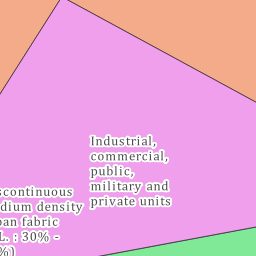 Industrial,
commercial,
public,
military and
private units
scontinuous
dium density
ban fabric
L. : 30% -
%)